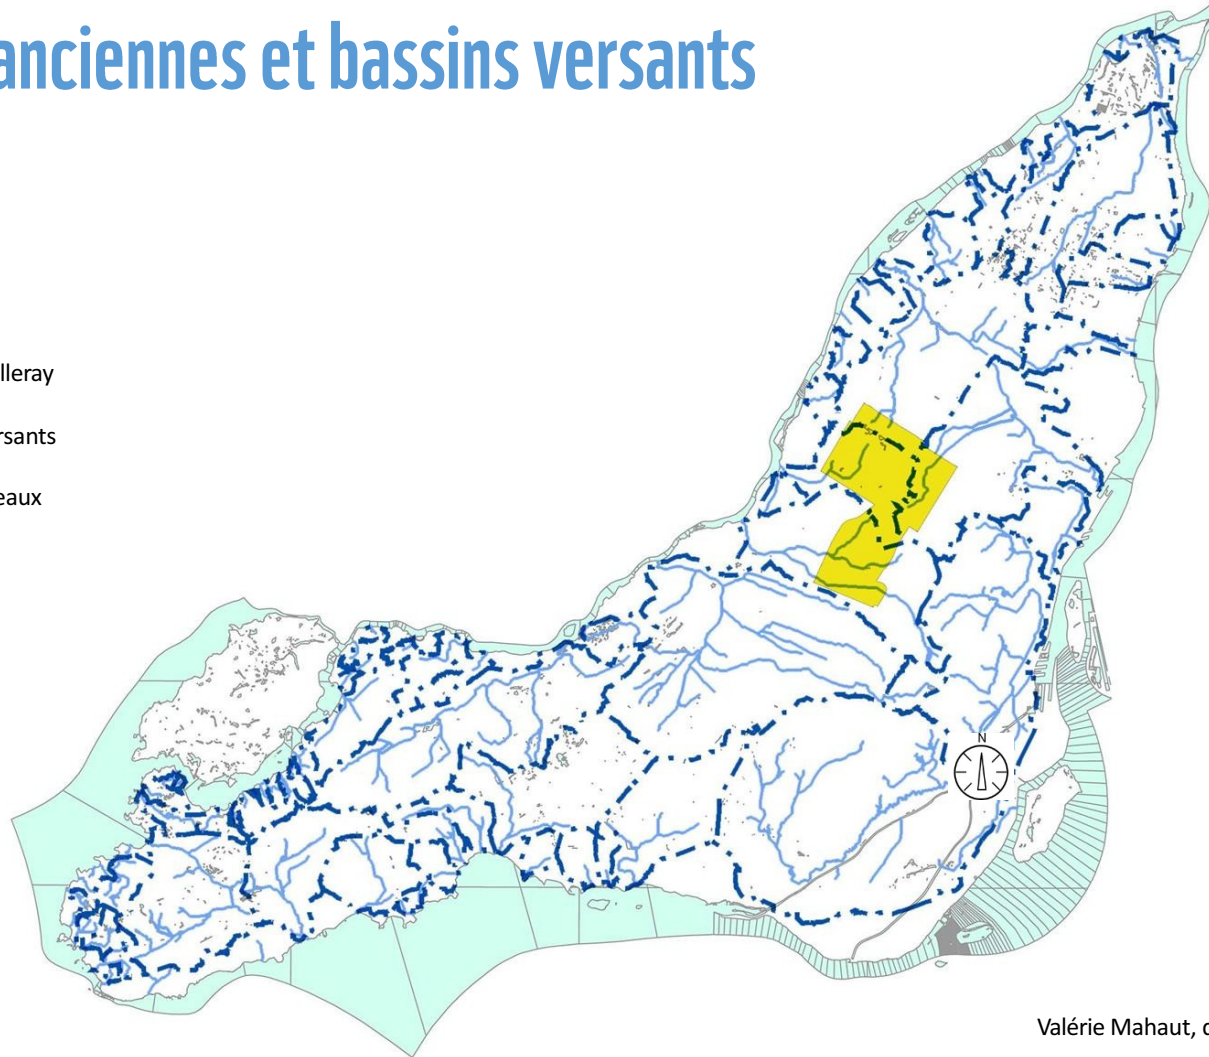 anciennes et bassins versants
lleray
rsants
eaux
N
Valérie Mahaut,